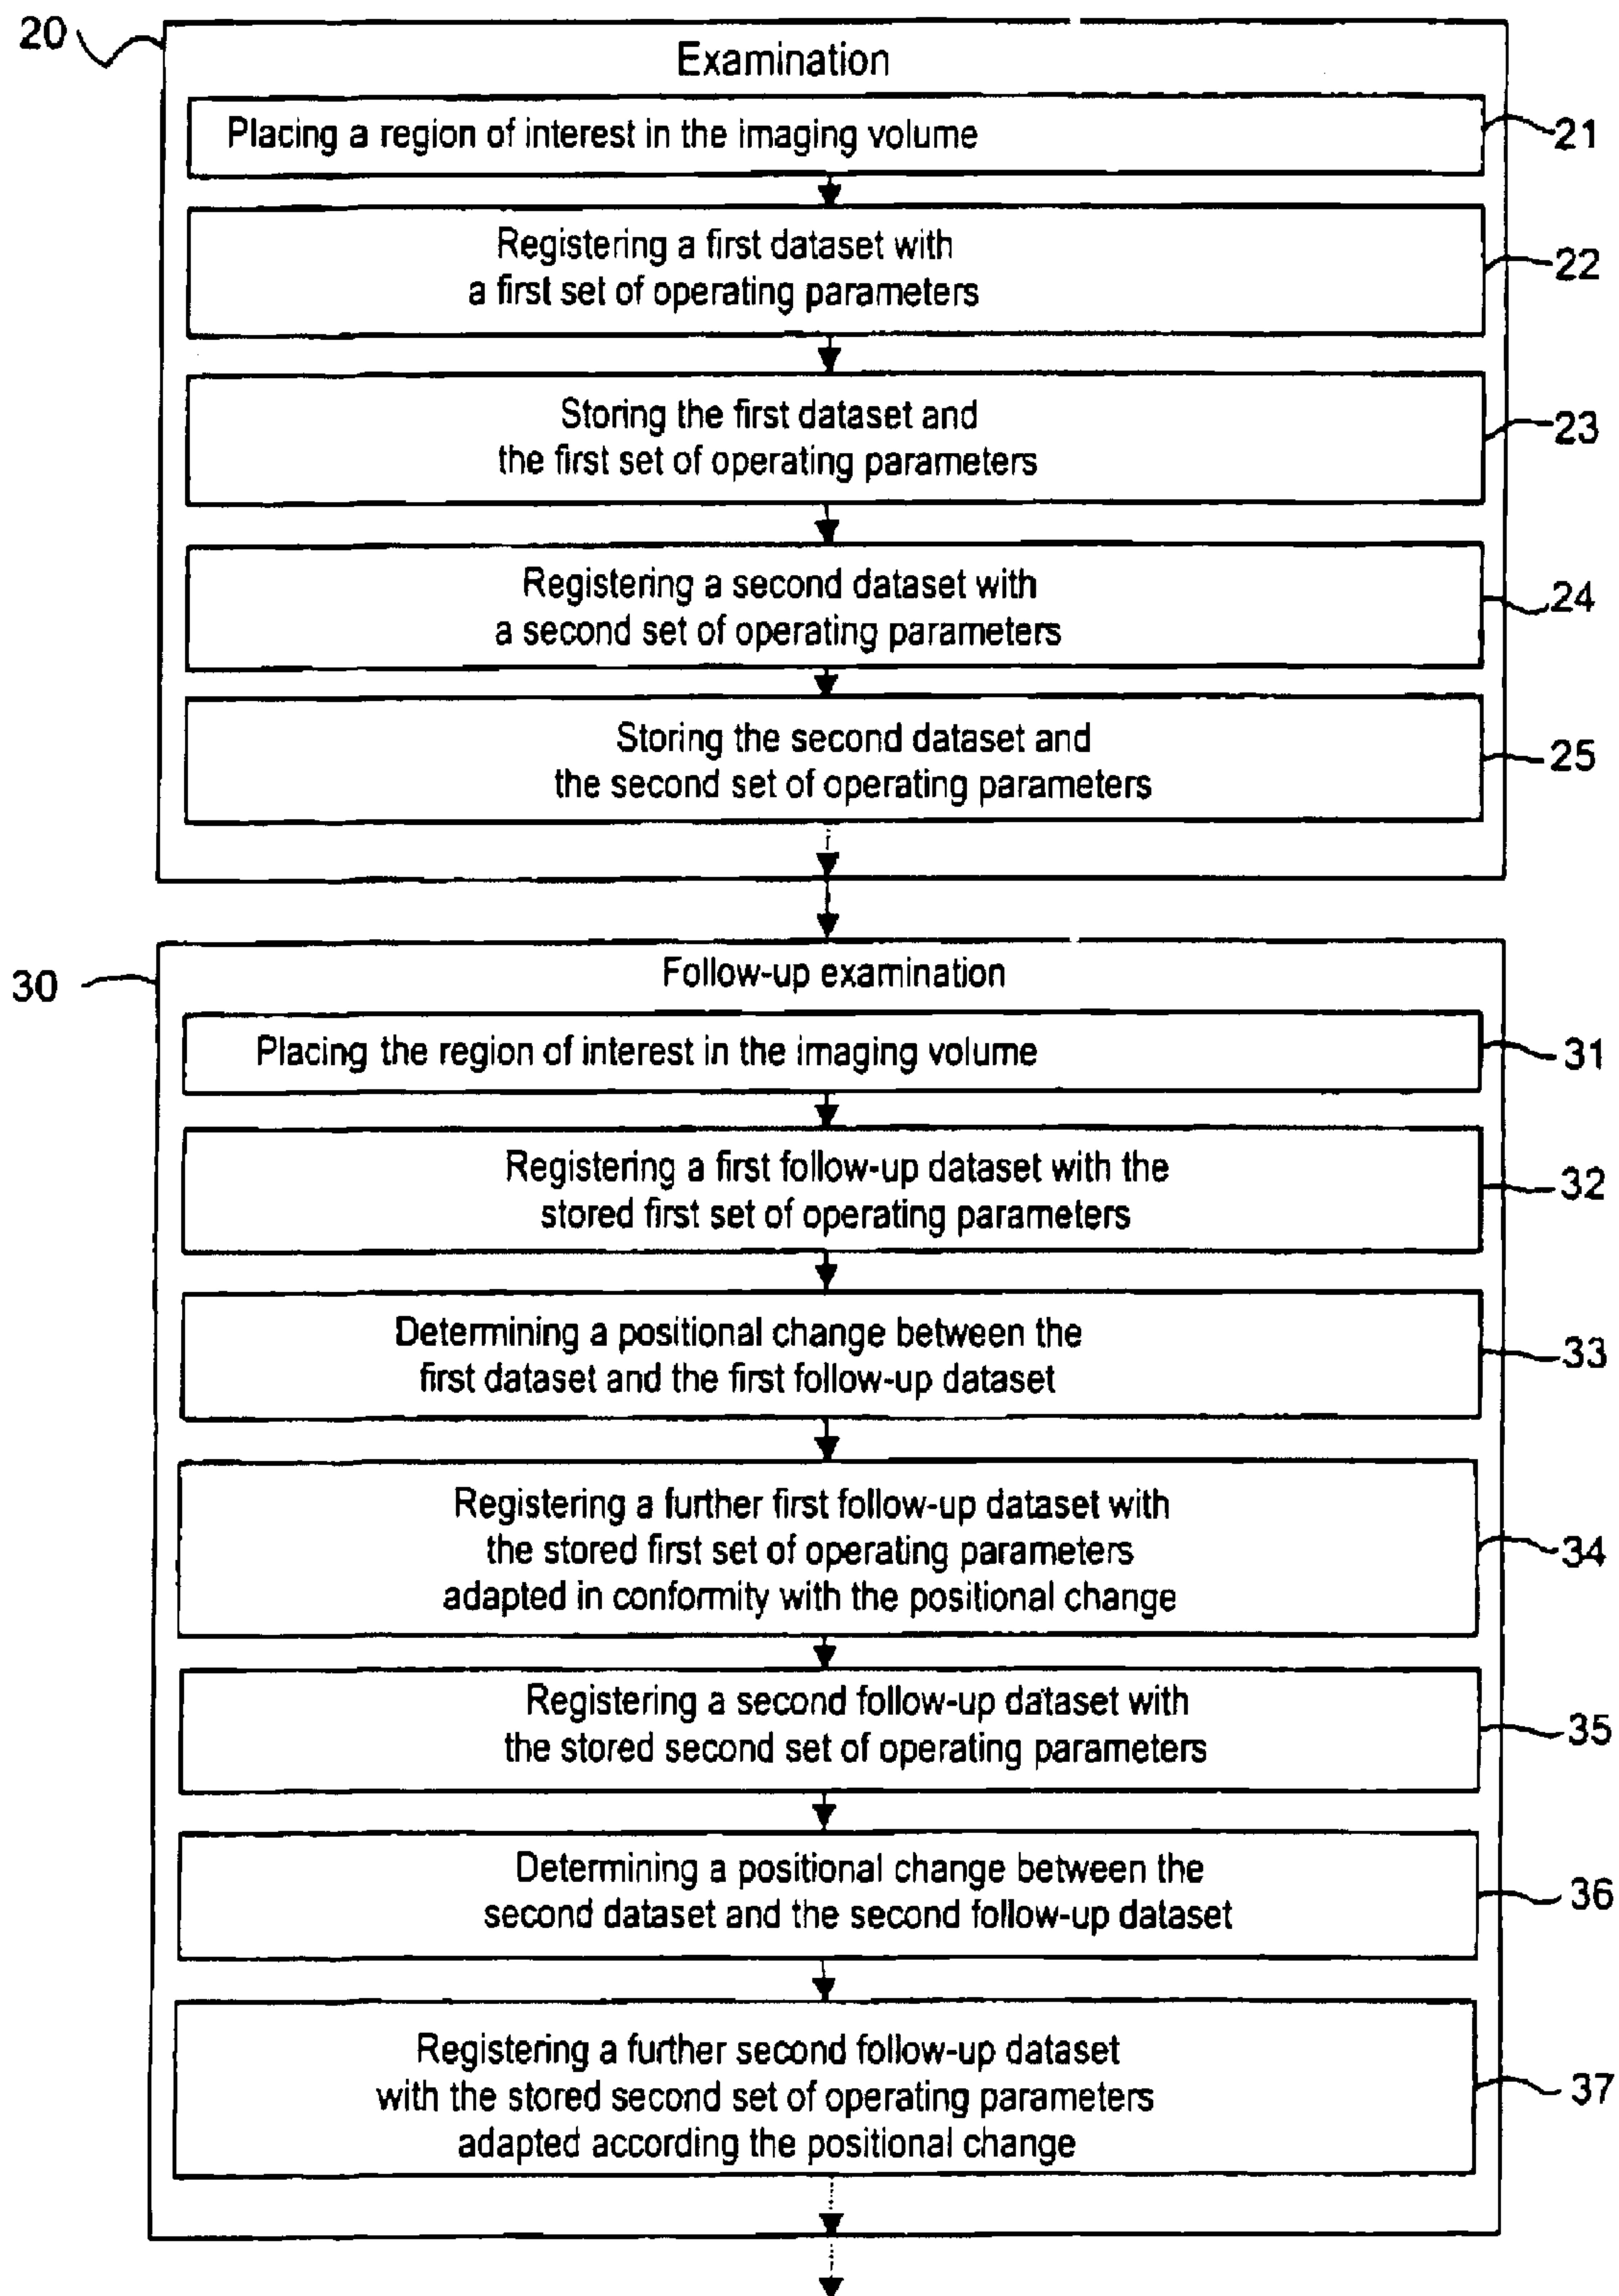 20
Examination
Placing a region of interest in the imaging volume
21
Registering a first dataset with
a first set of operating parameters
22
Storing the first dataset and
the first set of operating parameters
23
Registering a second dataset with
a second set of operating parameters
24
Storing the second dataset and
the second set of operating parameters
25
30
Follow-up examination
Placing the region of interest in the imaging volume
31
Registering a first follow-up dataset with the
stored first set of operating parameters
32
Determining a positional change between the
first dataset and the first follow-up dataset
33
Registering a further first follow-up dataset with
the stored first set of operating parameters
adapted in conformity with the positional change
34
Registering a second follow-up dataset with
the stored second set of operating parameters
35
Determining a positional change between the
second dataset and the second follow-up dataset
36
Registering a further second follow-up dataset
with the stored second set of operating parameters
adapted according the positional change
37